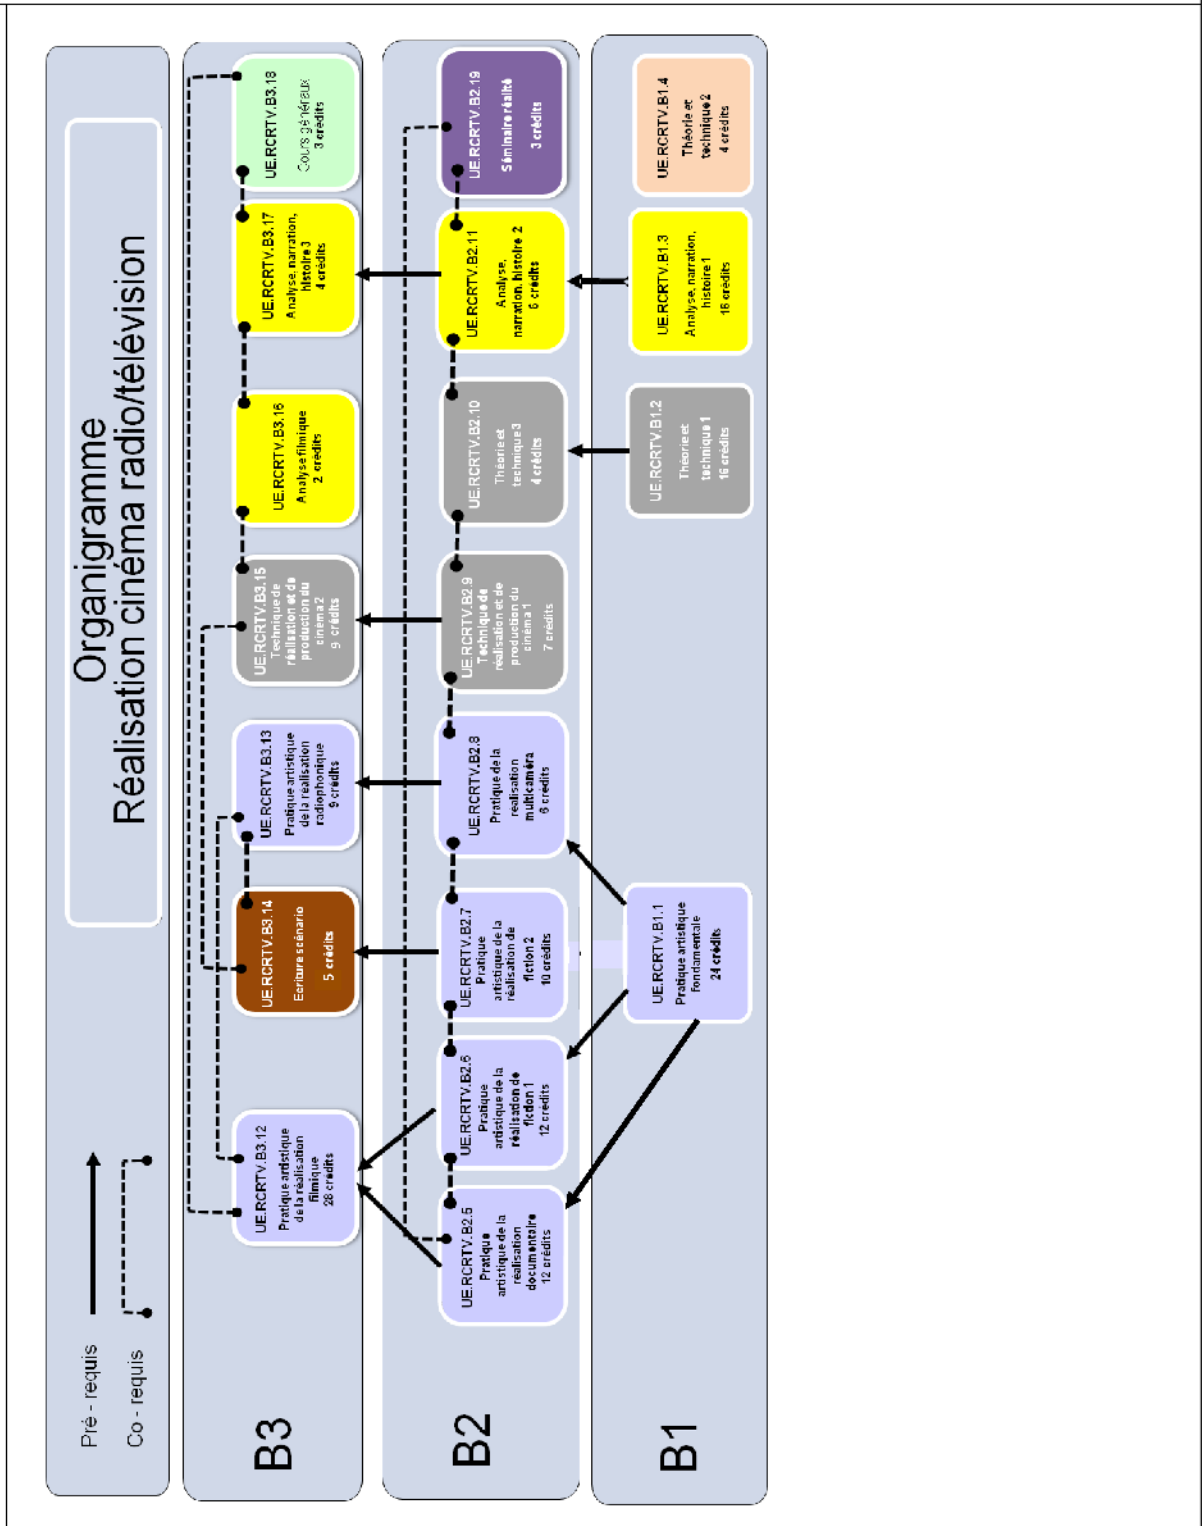 Organigramme
Réalisation cinéma radio/télévision
Pré - requis
Co - requis
B3
UE.RCRTV.B3.12
Pratique artistique
de la réalisation
filmique
28 crédits
UE.RCRTV.B3.14
Ecriture scénario
5 crédits
UE.RCRTV.B3.13
Pratique artistique
de la réalisation
radiophonique
9 crédits
UE.RCRTV.B3.15
Technique de
réalisation et de
production du
cinéma 2
9 crédits
UE.RCRTV.B3.16
Analyse filmique
2 crédits
UE.RCRTV.B3.17
Analyse, narration,
histoire 3
4 crédits
UE.RCRTV.B3.18
Cours généraux
3 crédits
B2
UE.RCRTV.B2.5
Pratique
artistique de la
réalisation
documentaire
12 crédits
UE.RCRTV.B2.6
Pratique
artistique de la
réalisation de
fiction 1
12 crédits
UE.RCRTV.B2.7
Pratique
artistique de la
réalisation de
fiction 2
10 crédits
UE.RCRTV.B2.8
Pratique de la
réalisation
multicaméra
6 crédits
UE.RCRTV.B2.9
Technique de
réalisation et de
production du
cinéma 1
7 crédits
UE.RCRTV.B2.10
Théorie et
technique 3
4 crédits
UE.RCRTV.B2.11
Analyse,
narration, histoire 2
6 crédits
UE.RCRTV.B2.19
Séminaire réalité
3 crédits
B1
UE.RCRTV.B1.1
Pratique artistique
fondamentale
24 crédits
UE.RCRTV.B1.2
Théorie et
technique 1
16 crédits
UE.RCRTV.B1.3
Analyse, narration,
histoire 1
16 crédits
UE.RCRTV.B1.4
Théorie et
technique 2
4 crédits